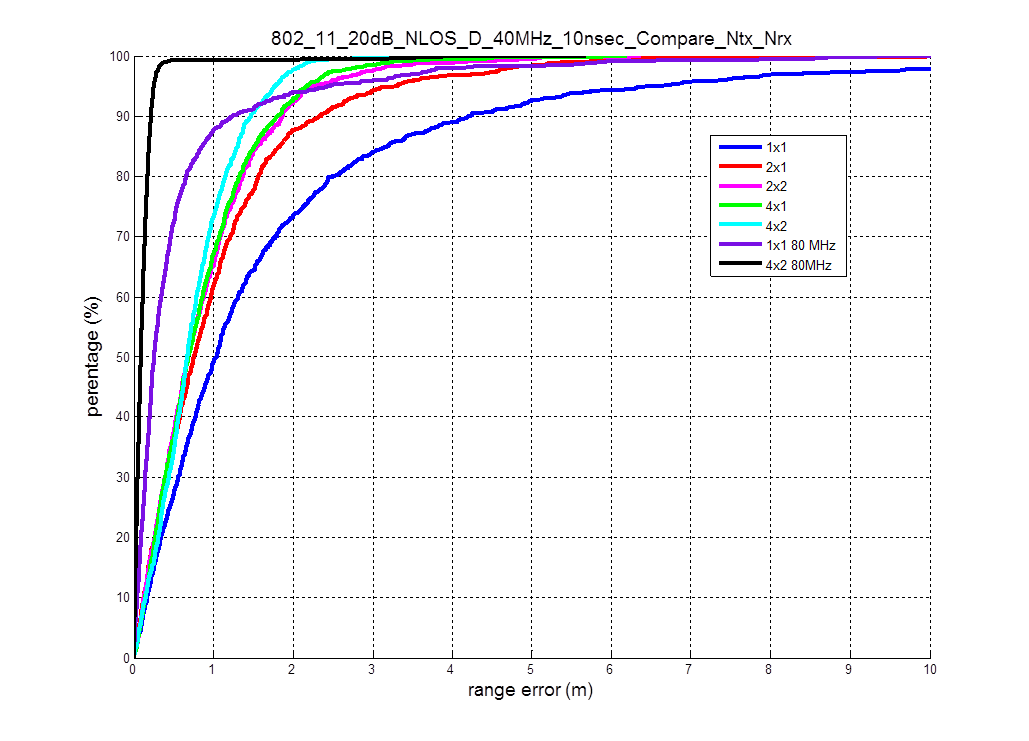 802_11_20dB_NLOS_D_40MHz_10nsec_Compare_Ntx_Nrx
100
90
80
70
60
50
40
30
20
10
0
perentage (%)
1x1
2x1
2x2
4x1
4x2
1x1 80 MHz
4x2 80MHz
0 1 2 3 4 5 6 7 8 9 10
range error (m)